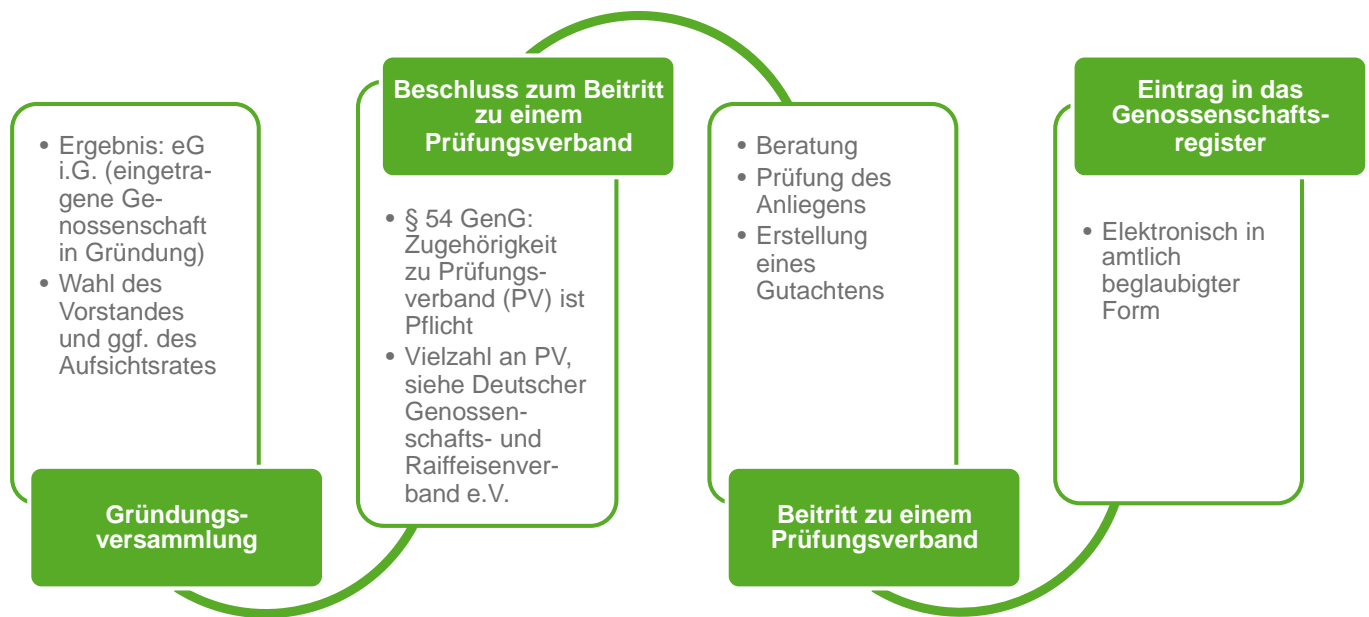 • Ergebnis: eG
i.G. (eingetra-
gene Ge-
nossenschaft
in Gründung)
• Wahl des
Vorstandes
und ggf. des
Aufsichtsrates
Gründungs-
versammlung
Beschluss zum Beitritt
zu einem
Prüfungsverband
• § 54 GenG:
Zugehörigkeit
zu Prüfungs-
verband (PV) ist
Pflicht
• Vielzahl an PV,
siehe Deutscher
Genossen-
schafts- und
Raiffeisenver-
band e.V.
• Beratung
• Prüfung des
Anliegens
• Erstellung
eines
Gutachtens
Beitritt zu einem
Prüfungsverband
Eintrag in das
Genossenschafts-
register
• Elektronisch in
amtlich
beglaubigter
Form